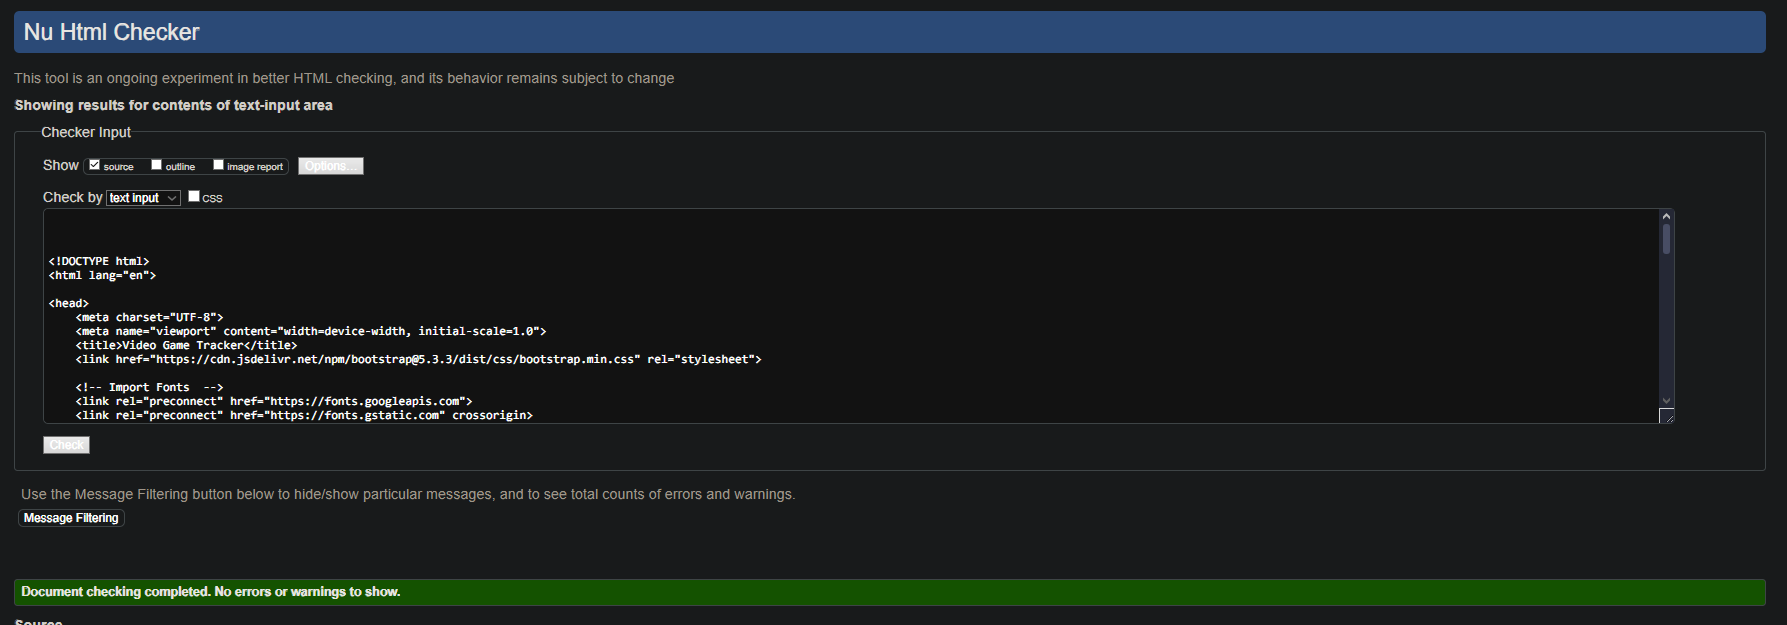 Nu Html Checker
This tool is an ongoing experiment in better HTML checking, and its behavior remains subject to change
Showing results for contents of text-input area
Checker Input
Show source outline image report Options...
Check by text input CSS
<!DOCTYPE html>
<html lang="en">
<head>
<meta charset="UTF-8">
<meta name="viewport" content="width=device-width, initial-scale=1.0">
<title>Video Game Tracker</title>
<link href="https://cdn.jsdelivr.net/npm/bootstrap@5.3.3/dist/css/bootstrap.min.css" rel="stylesheet">
<!-- Import Fonts  -->
<link rel="preconnect" href="https://fonts.googleapis.com">
<link rel="preconnect" href="https://fonts.gstatic.com" crossorigin>
Check
Use the Message Filtering button below to hide/show particular messages, and to see total counts of errors and warnings.
Message Filtering
Document checking completed. No errors or warnings to show.
Source